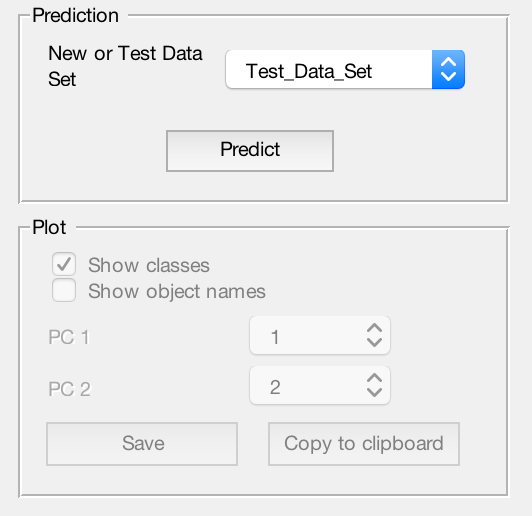 Prediction
New or Test Data
Set
Test_Data_Set
Predict
Plot
Show classes
Show object names
PC 1
1
PC 2
2
Save
Copy to clipboard